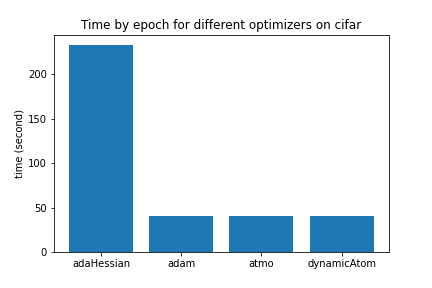 Time by epoch for different optimizers on cifar
time (second)
200
150
100
50
0
adaHessian adam atmo dynamicAtom